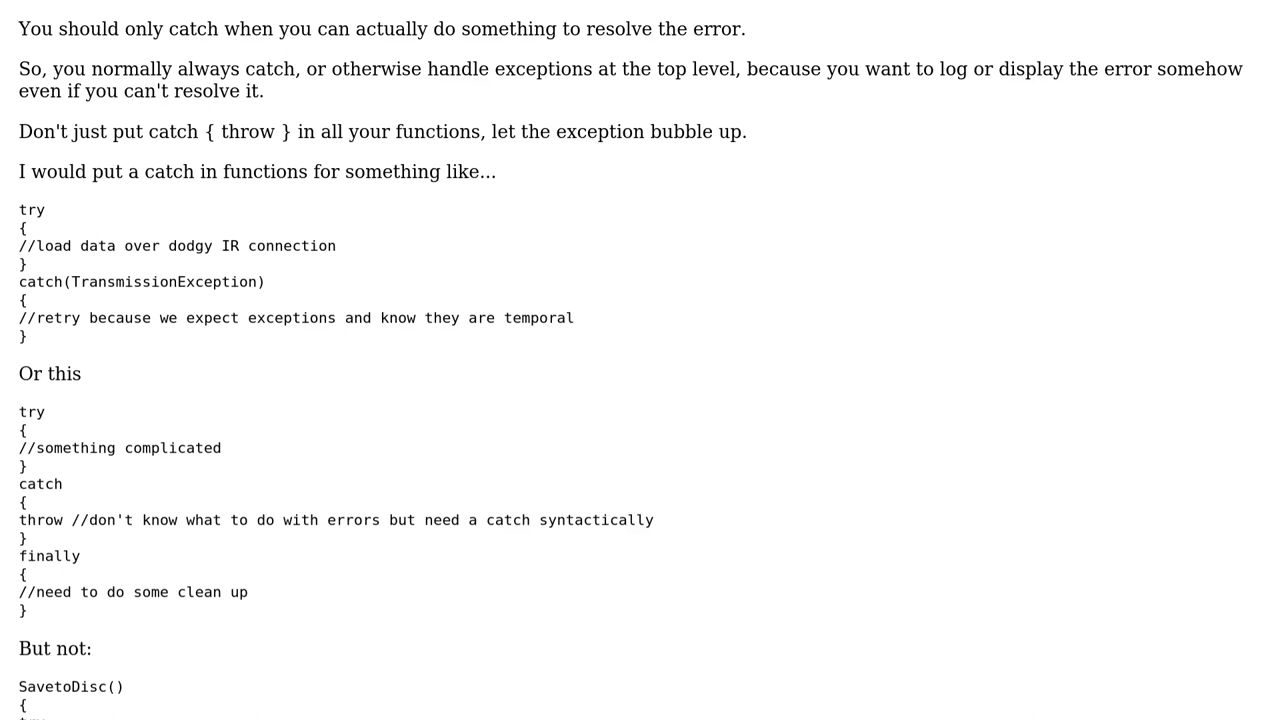 You should only catch when you can actually do something to resolve the error.
So, you normally always catch, or otherwise handle exceptions at the top level, because you want to log or display the error somehow
even if you can't resolve it.
Don't just put catch { throw } in all your functions, let the exception bubble up.
I would put a catch in functions for something like...
try
{
//load data over dodgy IR connection
}
catch(TransmissionException)
{
//retry because we expect exceptions and know they are temporal
}
Or this
try
{
//something complicated
}
catch
{
throw //don't know what to do with errors but need a catch syntactically
}
finally
{
//need to do some clean up
}
But not:
SavetoDisc()
{